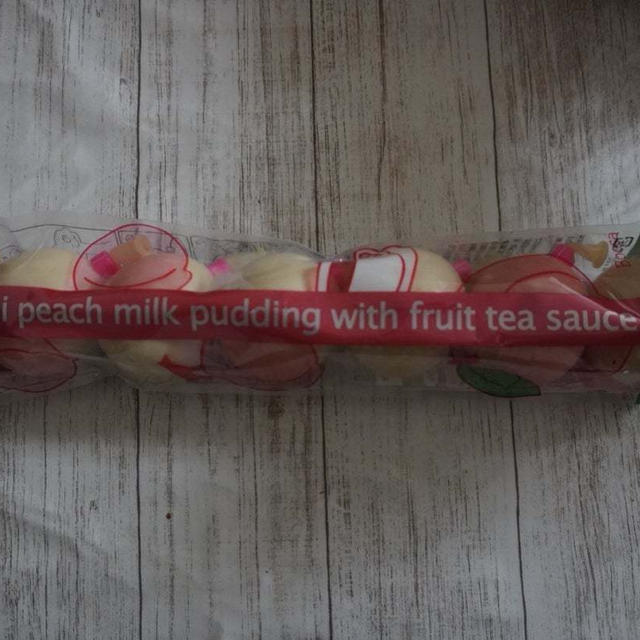 i peach milk pudding with fruit tea sauce